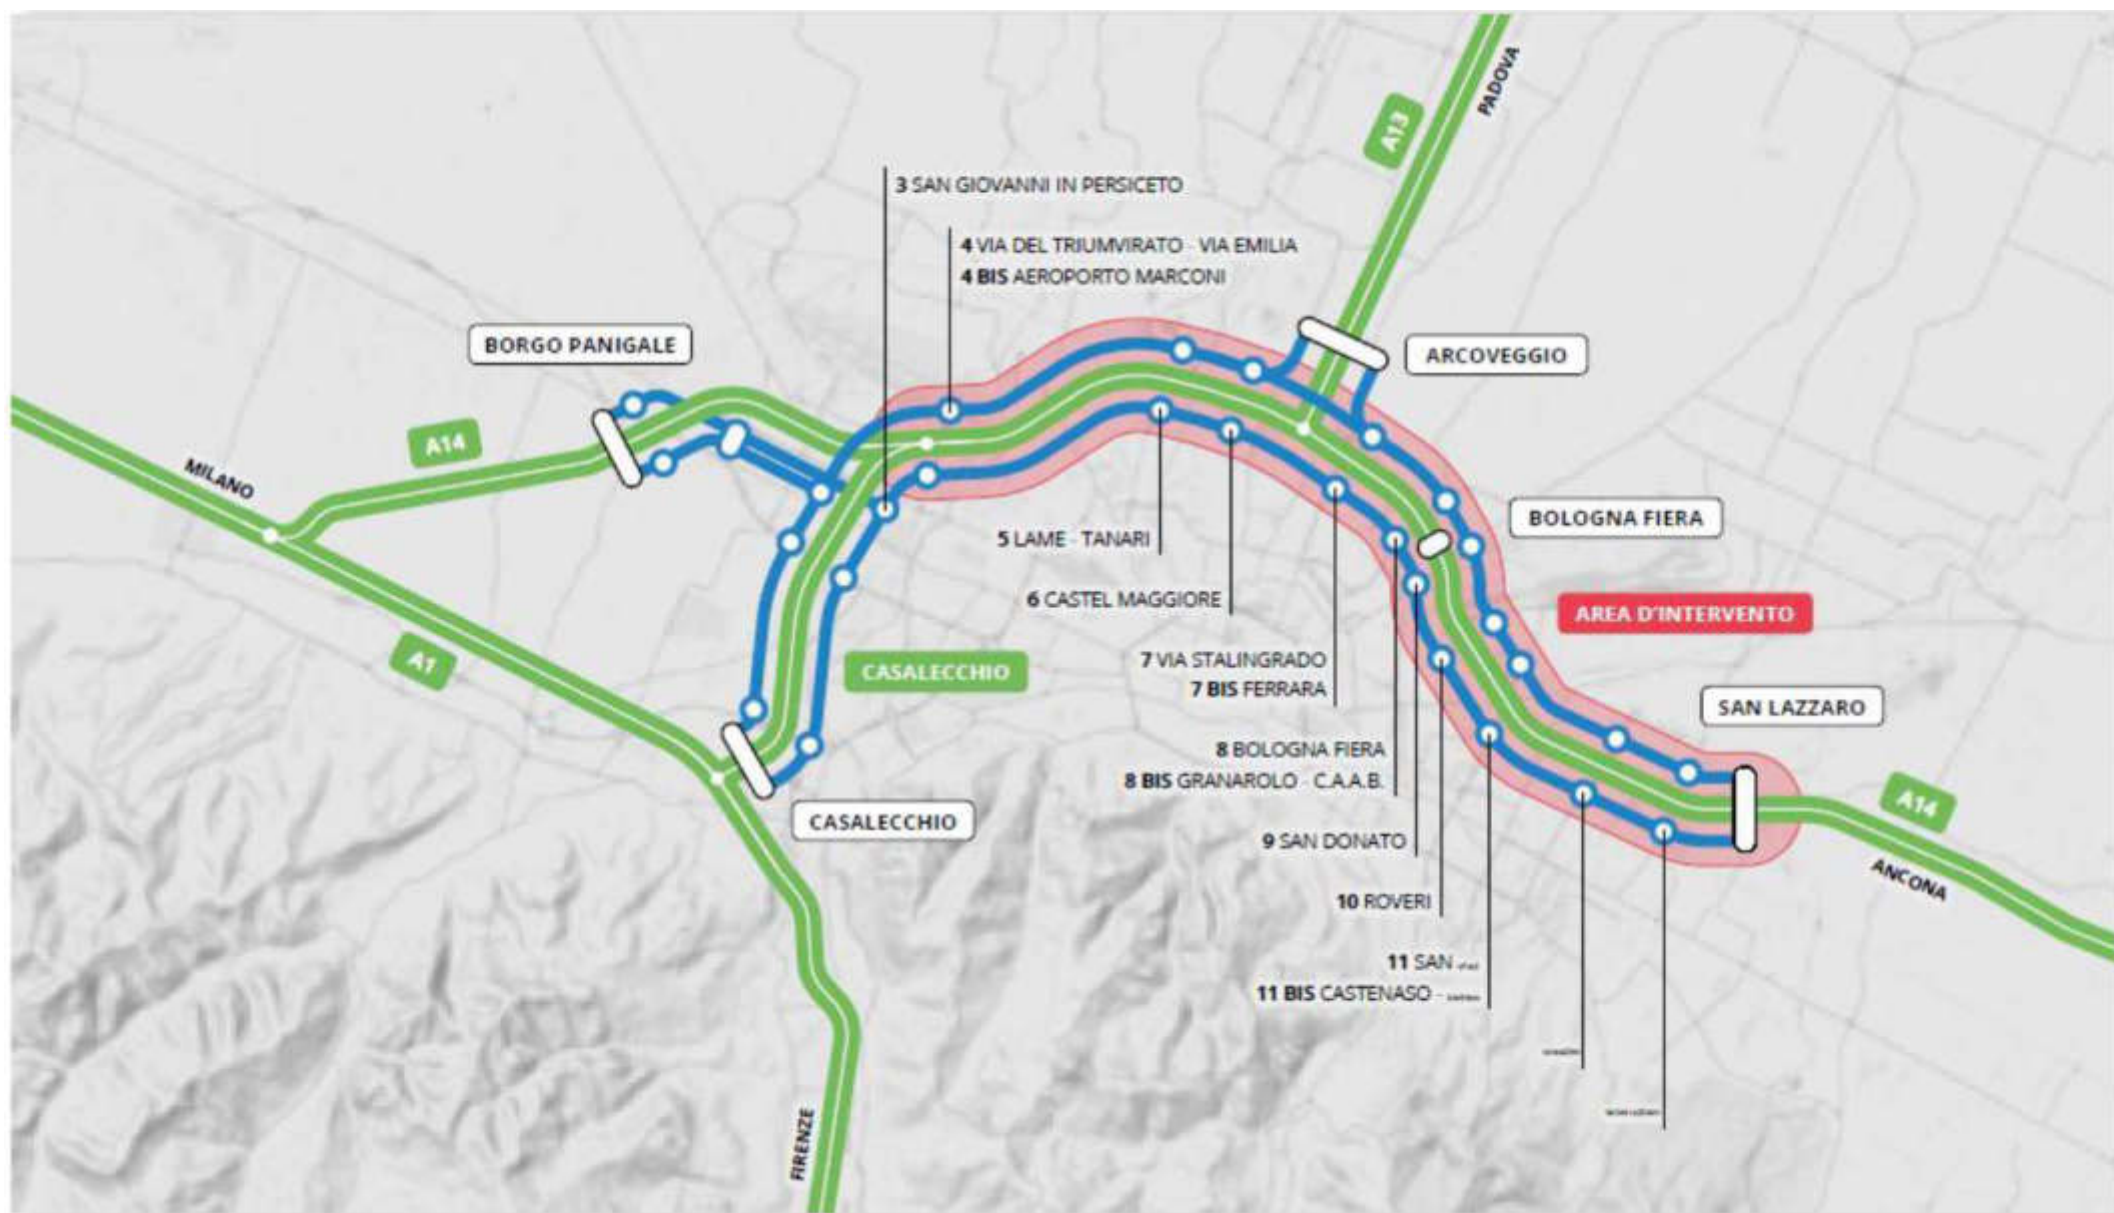 PADOVA
A13
3 SAN GIOVANNI IN PERSICETO
4 VIA DEL TRIUMVIRATO - VIA EMILIA
4 BIS AEROPORTO MARCONI
BORGO PANIGALE
ARCOVEGGIO
A14
MILANO
BOLOGNA FIERA
5 LAME - TANARI
6 CASTEL MAGGIORE
AREA D'INTERVENTO
A1
CASALECCHIO
7 VIA STALINGRADO
7 BIS FERRARA
SAN LAZZARO
8 BOLOGNA FIERA
8 BIS GRANAROLO - C.A.A.B.
CASALECCHIO
A14
9 SAN DONATO
ANCONA
10 ROVERI
11 SAN
11 BIS CASTENASO -
FIRENZE